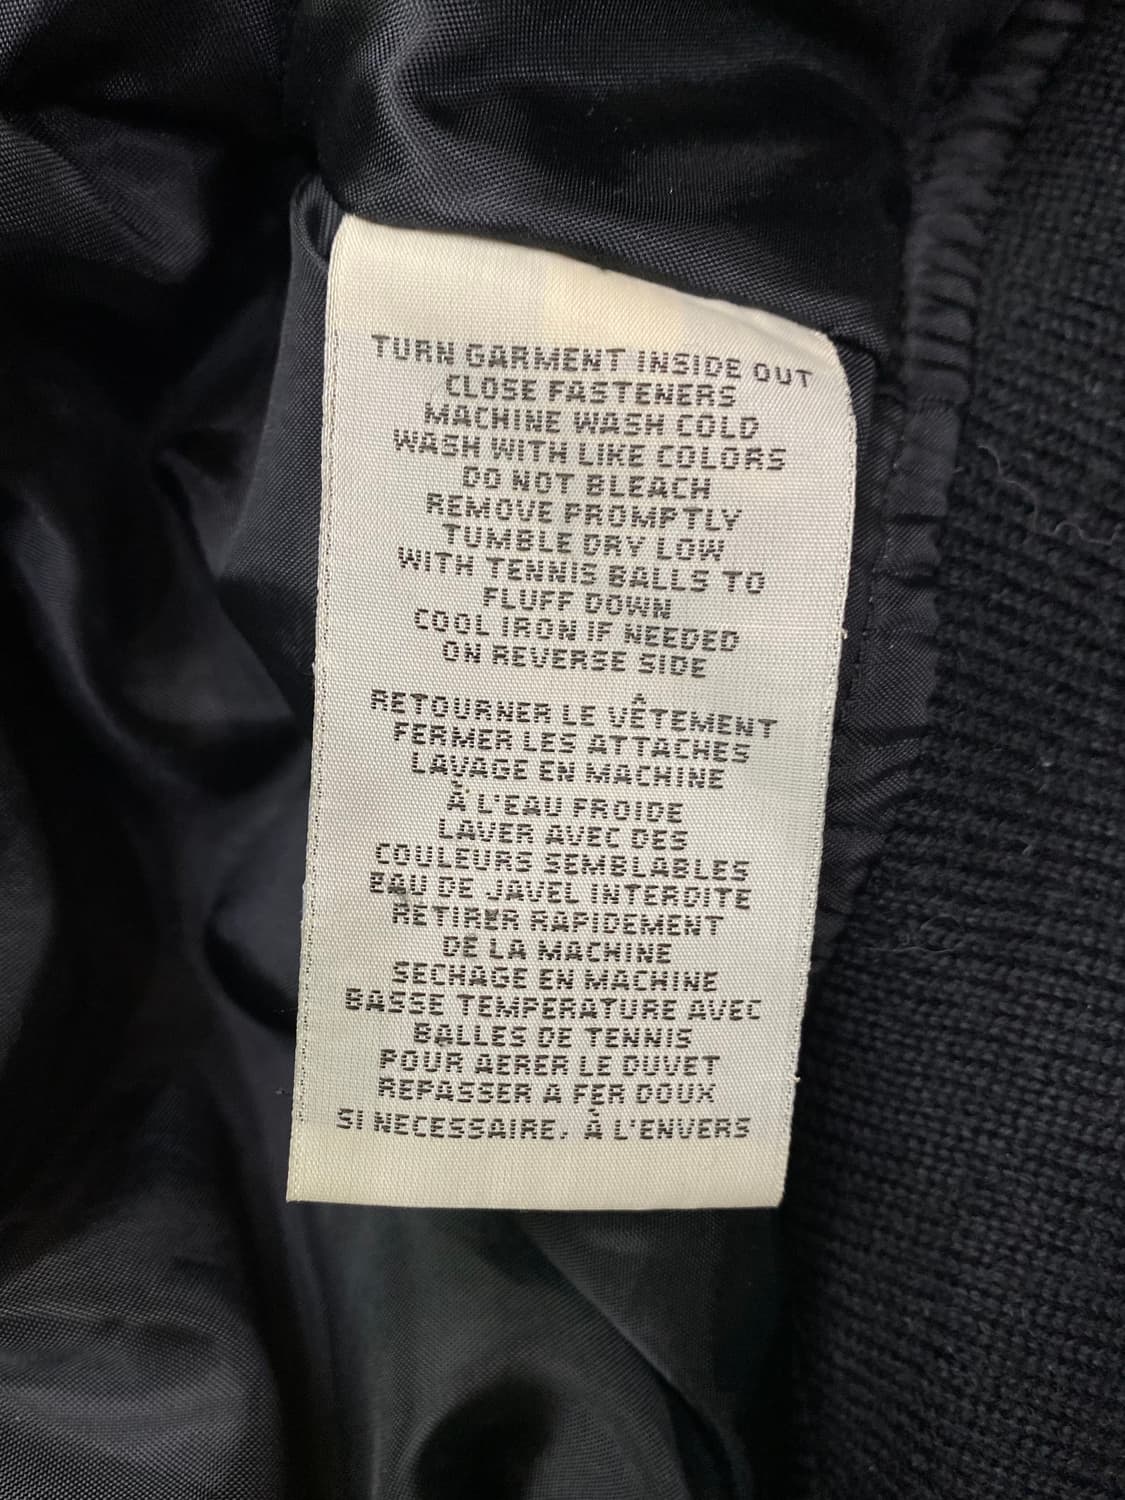 TURN GARMENT INSIDE OUT
CLOSE FASTENERS
MACHINE WASH COLD
WASH WITH LIKE COLORS
DO NOT BLEACH
REMOVE PROMPTLY
TUMBLE DRY LOW
WITH TENNIS BALLS TO
FLUFF DOWN
COOL IRON IF NEEDED
ON REVERSE SIDE
RETOURNER LE VÊTEMENT
FERMER LES ATTACHES
LAVAGE EN MACHINE
À L'EAU FROIDE
LAVER AVEC DES
COULEURS SEMBLABLES
EAU DE JAVEL INTERDITE
RETIRER RAPIDEMENT
DE LA MACHINE
SECHAGE EN MACHINE
BASSE TEMPERATURE AVEC
BALLES DE TENNIS
POUR AERER LE DUVET
REPASSER A FER DOUX
SI NECESSAIRE, À L'ENVERS